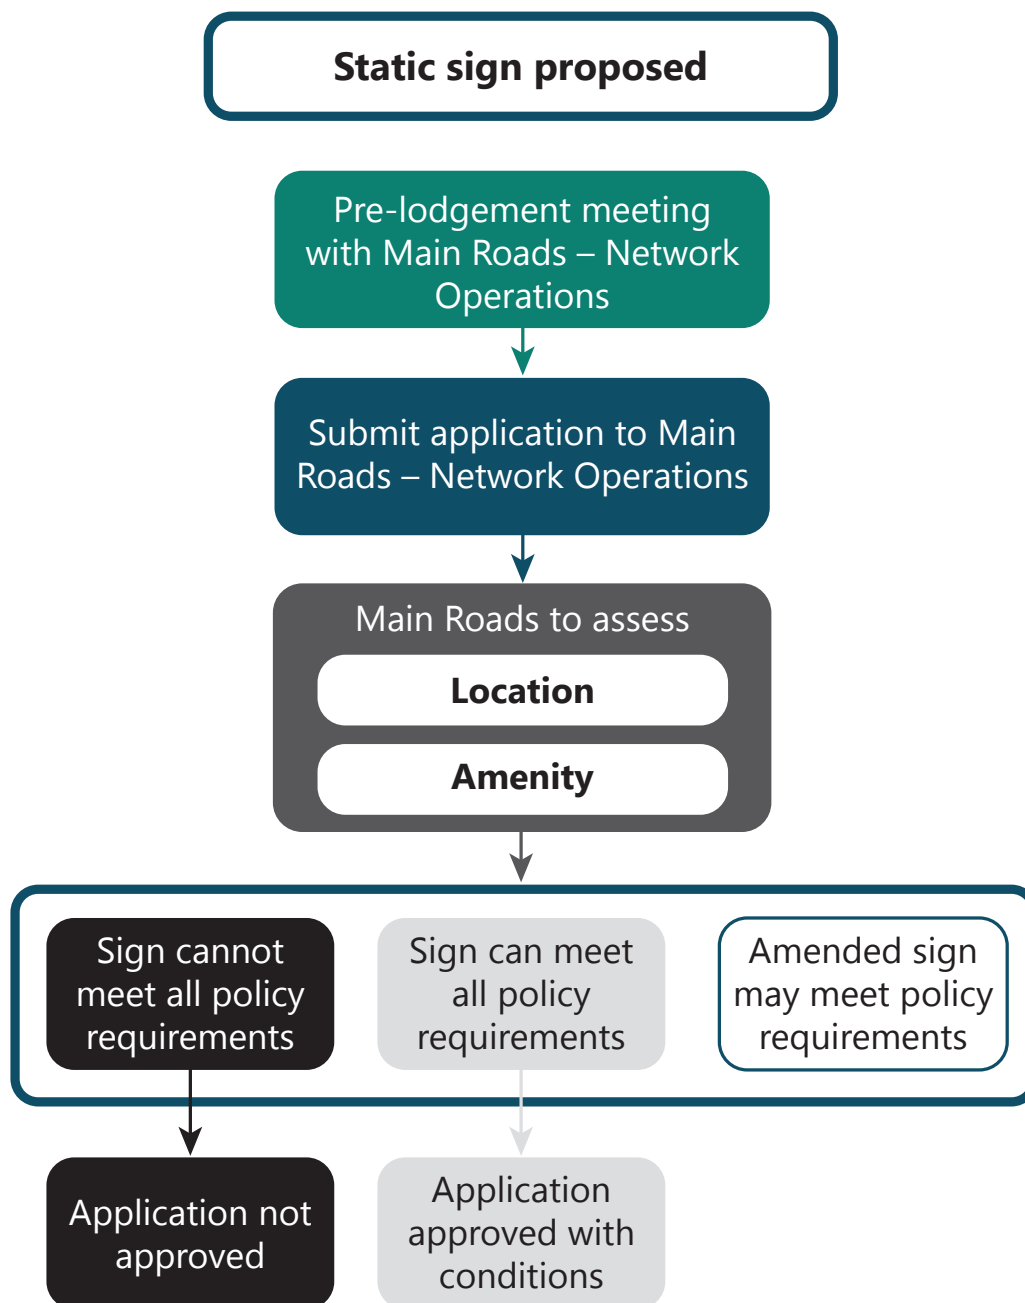 Static sign proposed
Pre-lodgement meeting
with Main Roads – Network
Operations
Submit application to Main
Roads – Network Operations
Main Roads to assess
Location
Amenity
Sign cannot
meet all policy
requirements
Sign can meet
all policy
requirements
Amended sign
may meet policy
requirements
Application not
approved
Application
approved with
conditions